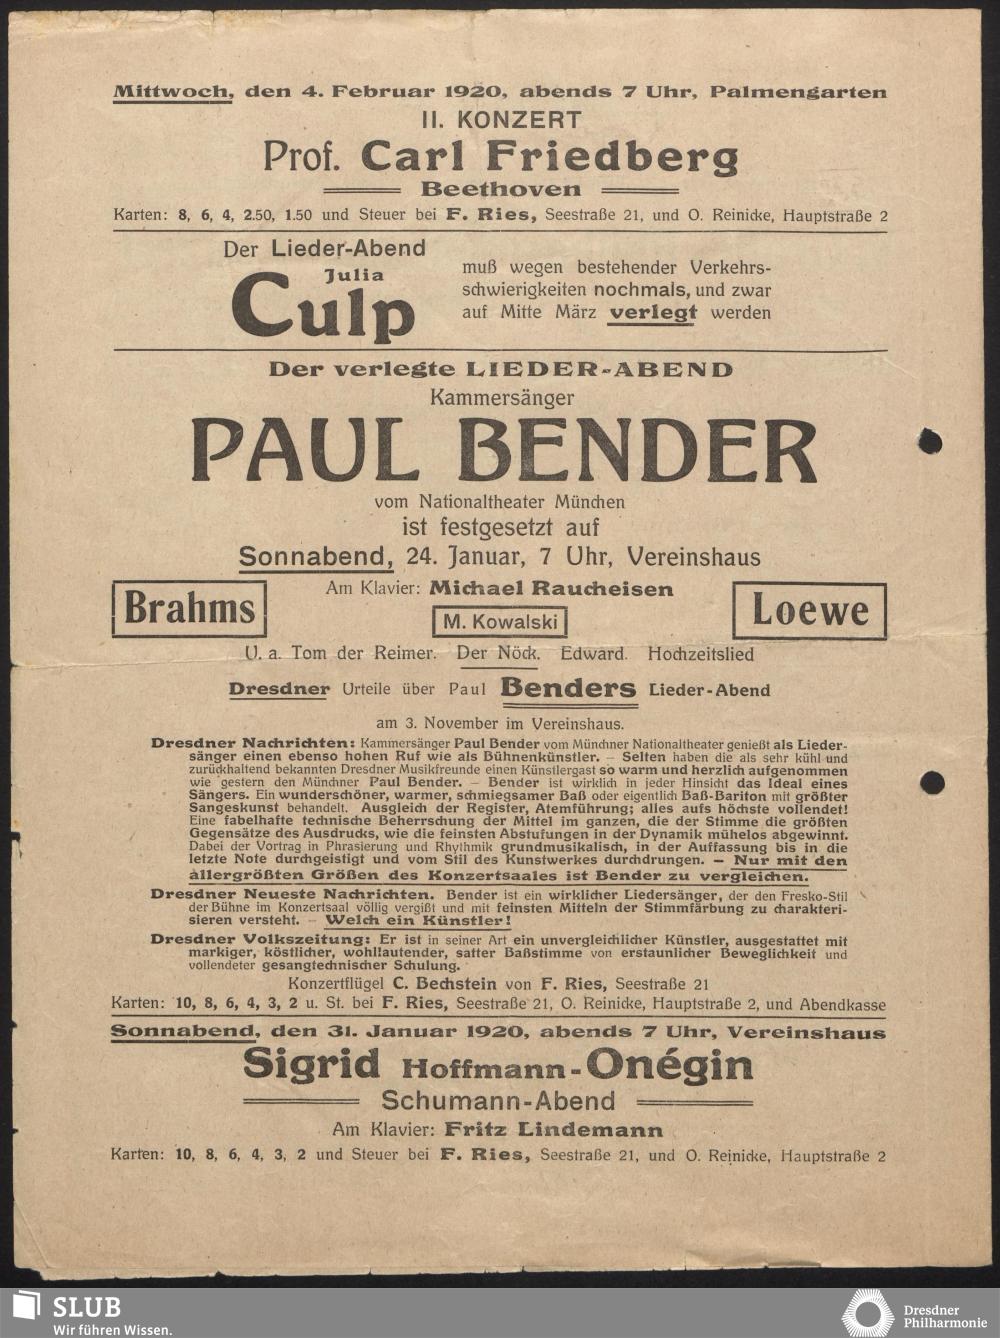 Mittwoch, den 4. Februar 1920, abends 7 Uhr, Palmengarten
II. KONZERT
Prof. Carl Friedberg
Beethoven
Karten: 8, 6, 4, 2.50, 1.50 und Steuer bei F. Ries, Seestraße 21, und O. Reinicke, Hauptstraße 2
Der Lieder-Abend
Julia
Culp
muß wegen bestehender Verkehrs-
schwierigkeiten nochmals, und zwar
auf Mitte März verlegt werden
Der verlegte LIEDER-ABEND
Kammersänger
PAUL BENDER
vom Nationaltheater München
ist festgesetzt auf
Sonnabend, 24. Januar, 7 Uhr, Vereinshaus
Am Klavier: Michael Raucheisen
Brahms
M. Kowalski
Loewe
U. a. Tom der Reimer. Der Nöck. Edward. Hochzeitslied
Dresdner Urteile über Paul Benders Lieder-Abend
am 3. November im Vereinshaus.
Dresdner Nachrichten: Kammersänger Paul Bender vom Münchner Nationaltheater genießt als Lieder-
sänger einen ebenso hohen Ruf wie als Bühnenkünstler. — Selten haben die als sehr kühl und
zurückhaltend bekannten Dresdner Musikfreunde einen Künstlergast so warm und herzlich aufgenommen
wie gestern den Münchner Paul Bender. — Bender ist wirklich in jeder Hinsicht das Ideal eines
Sängers. Ein wunderschöner, warmer, schmiegsamer Baß oder eigentlich Baß-Bariton mit größter
Sangeskunst behandelt. Ausgleich der Register, Atemführung; alles aufs höchste vollendet!
Eine fabelhafte technische Beherrschung der Mittel im ganzen, die der Stimme die größten
Gegensätze des Ausdrucks, wie die feinsten Abstufungen in der Dynamik mühelos abgewinnt.
Dabei der Vortrag in Phrasierung und Rhythmik grundmusikalisch, in der Auffassung bis in die
letzte Note durchgeistigt und vom Stil des Kunstwerkes durchdrungen. — Nur mit den
allergrößten Größen des Konzertsaales ist Bender zu vergleichen.
Dresdner Neueste Nachrichten. Bender ist ein wirklicher Liedersänger, der den Fresko-Stil
der Bühne im Konzertsaal völlig vergißt und mit feinsten Mitteln der Stimmfärbung zu charakteri-
sieren versteht. — Welch ein Künstler!
Dresdner Volkszeitung: Er ist in seiner Art ein unvergleichlicher Künstler, ausgestattet mit
markiger, köstlicher, wohllautender, satter Baßstimme von erstaunlicher Beweglichkeit und
vollendeter gesangtechnischer Schulung.
Konzertflügel C. Bechstein von F. Ries, Seestraße 21
Karten: 10, 8, 6, 4, 3, 2 u. St. bei F. Ries, Seestraße 21, O. Reinicke, Hauptstraße 2, und Abendkasse
Sonnabend, den 31. Januar 1920, abends 7 Uhr, Vereinshaus
Sigrid Hoffmann-Onégin
Schumann-Abend
Am Klavier: Fritz Lindemann
Karten: 10, 8, 6, 4, 3, 2 und Steuer bei F. Ries, Seestraße 21, und O. Reinicke, Hauptstraße 2
SLUB
Wir führen Wissen.
Dresdner
Philharmonie